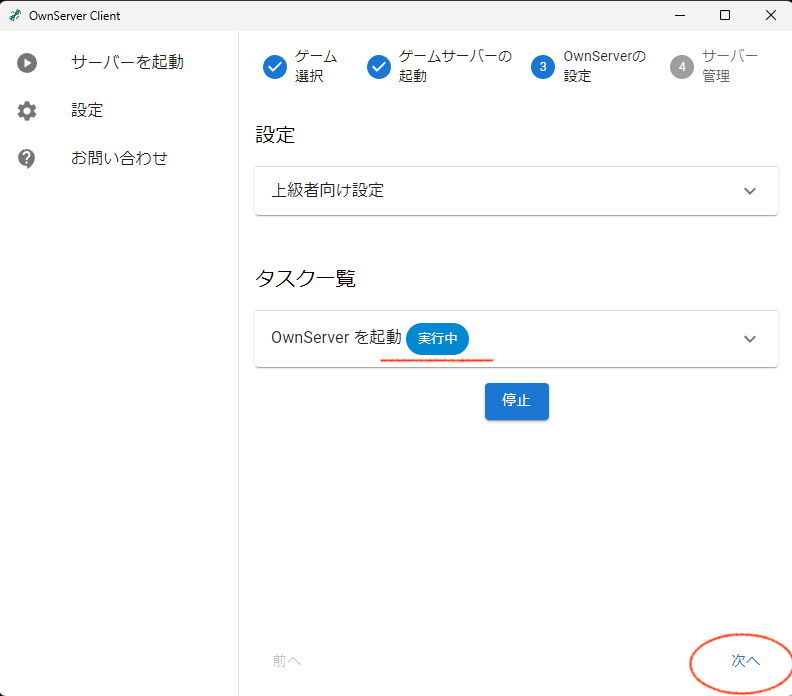 OwnServer Client
サーバーを起動
設定
お問い合わせ
ゲーム
選択
ゲームサーバーの
起動
3
OwnServerの
設定
4
サーバー
管理
設定
上級者向け設定
タスク一覧
OwnServer を起動 実行中
停止
前へ
次へ